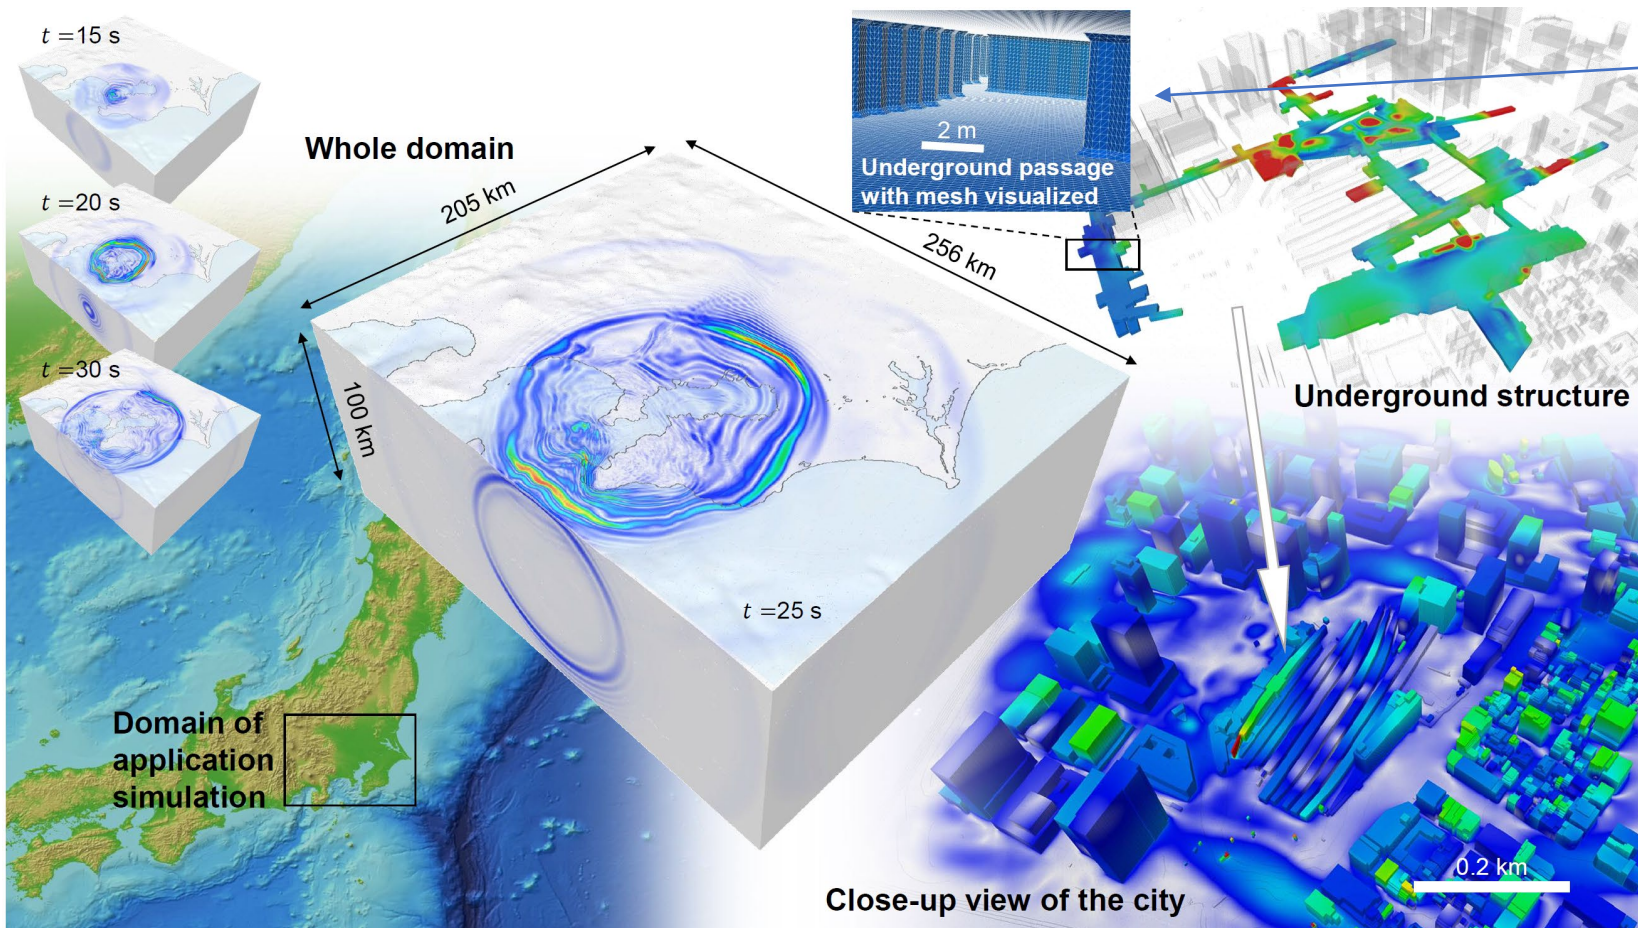 t =15 s
t =20 s
t =30 s
Whole domain
205 km
256 km
100 km
t =25 s
Domain of
application
simulation
2 m
Underground passage
with mesh visualized
Underground structure
0.2 km
Close-up view of the city